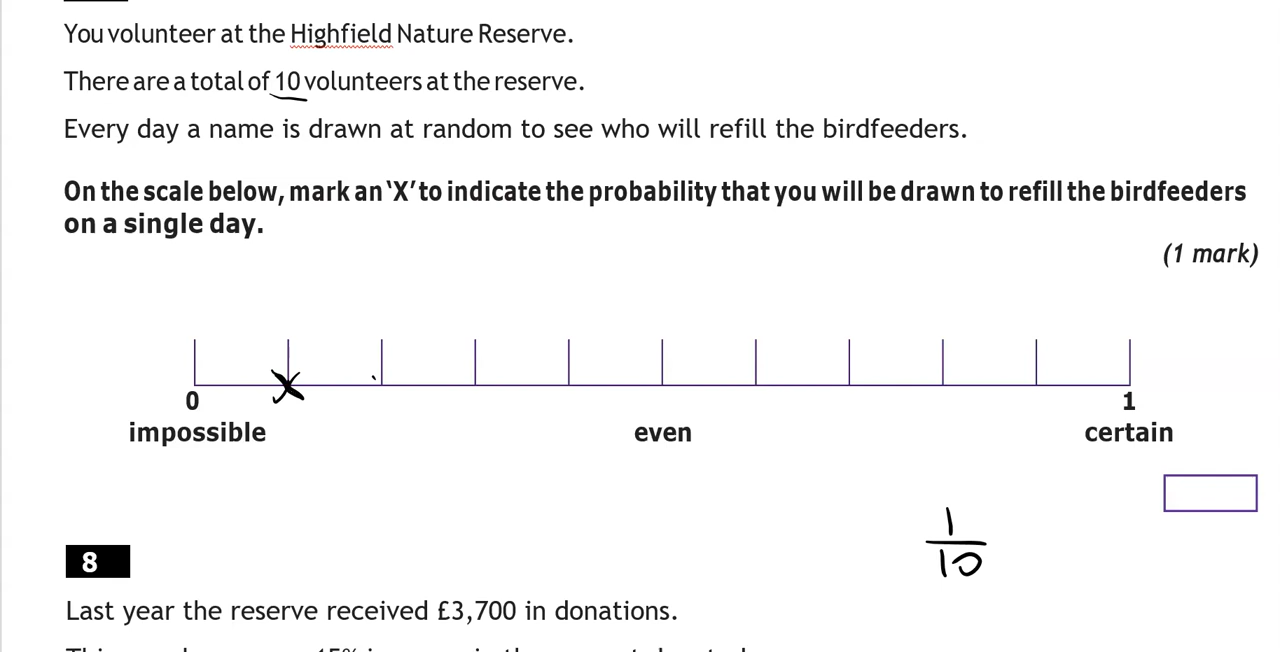 You volunteer at the Highfield Nature Reserve.
There are a total of 10 volunteers at the reserve.
Every day a name is drawn at random to see who will refill the birdfeeders.
On the scale below, mark an ‘X’ to indicate the probability that you will be drawn to refill the birdfeeders
on a single day.
(1 mark)
X
0 1
impossible even certain
1
10
8
Last year the reserve received £3,700 in donations.